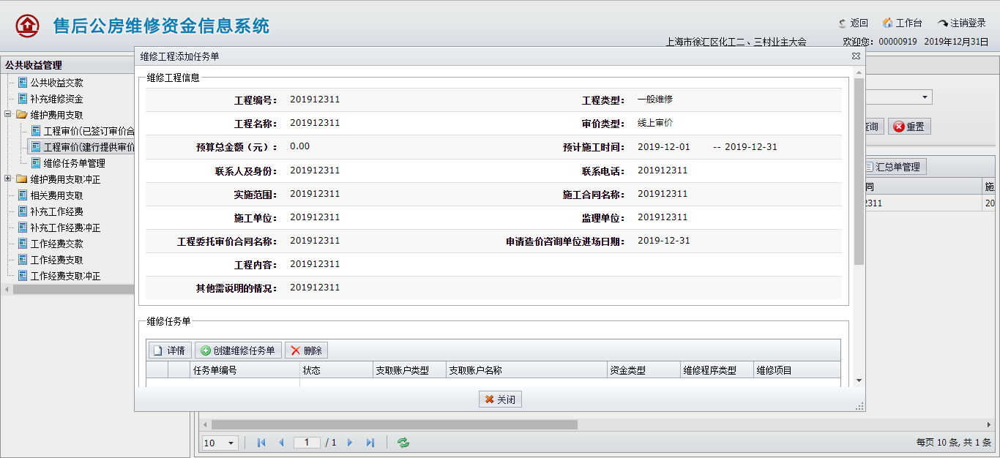 售后公房维修资金信息系统
返回 工作台 注销登录
上海市徐汇区化工二、三村业主大会 欢迎您: 00000919 2019年12月31日
公共收益管理
公共收益交款
补充维修资金
维护费用支取
工程审价(已签订审价合
工程审价(建行提供审价
维修任务单管理
维护费用支取冲正
相关费用支取
补充工作经费
补充工作经费冲正
工作经费交款
工作经费支取
工作经费支取冲正
维修工程添加任务单
维修工程信息
工程编号: 201912311 工程类型: 一般维修
工程名称: 201912311 审价类型: 线上审价
预算总金额（元）: 0.00 预计施工时间: 2019-12-01 -- 2019-12-31
联系人及身份: 201912311 联系电话: 201912311
实施范围: 201912311 施工合同名称: 201912311
施工单位: 201912311 监理单位: 201912311
工程委托审价合同名称: 201912311 申请造价咨询单位进场日期: 2019-12-31
工程内容: 201912311
其他需说明的情况: 201912311
维修任务单
详情 创建维修任务单 删除
任务单编号 状态 支取账户类型 支取账户名称 资金类型 维修程序类型 维修项目
关闭
查询 重置
汇总单管理
同 施
2311 20
10 1 / 1 每页 10 条, 共 1 条